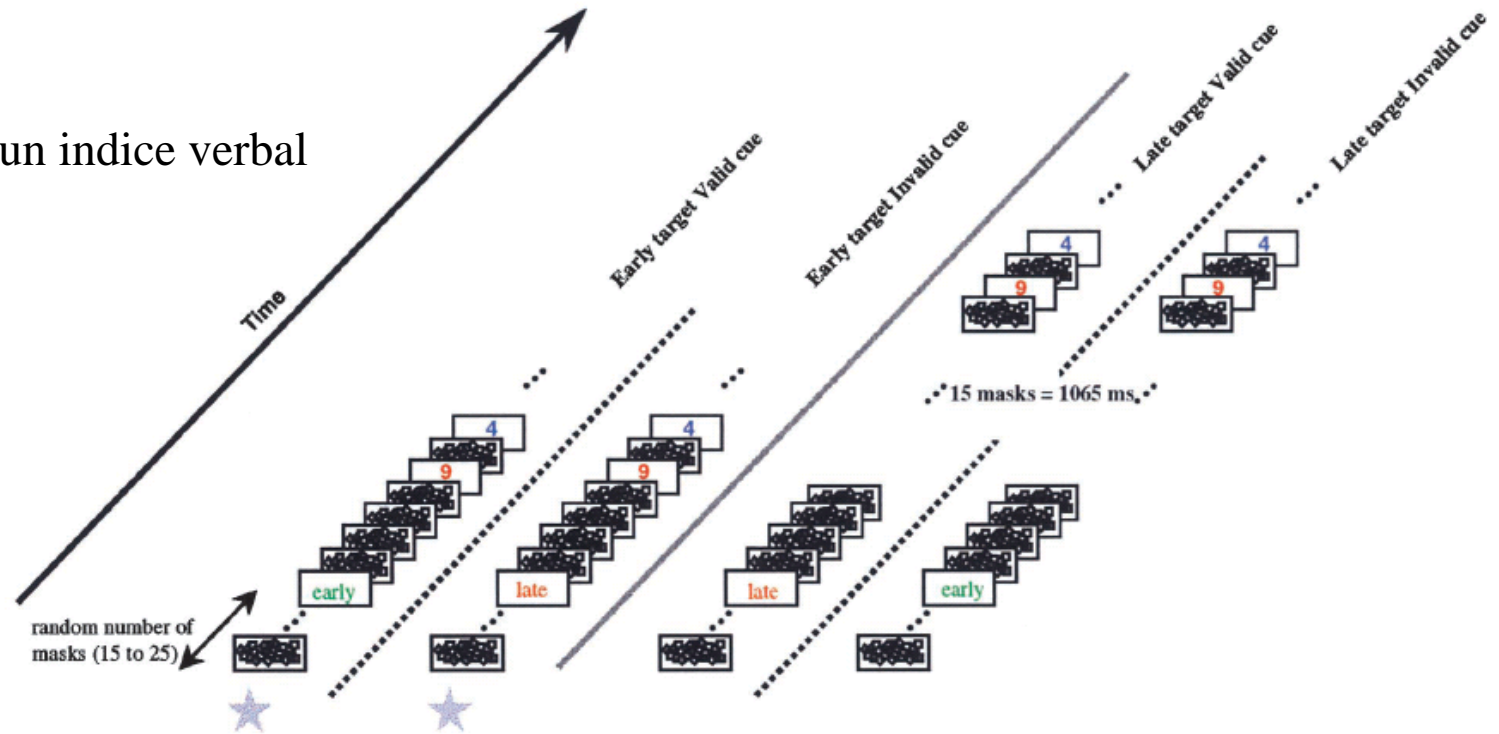 un indice verbal
Time
Early target Valid cue
Early target Invalid cue
Late target Valid cue
Late target Invalid cue
4
9
4
9
4
9
4
9
15 masks = 1065 ms
early
late
late
early
random number of
masks (15 to 25)